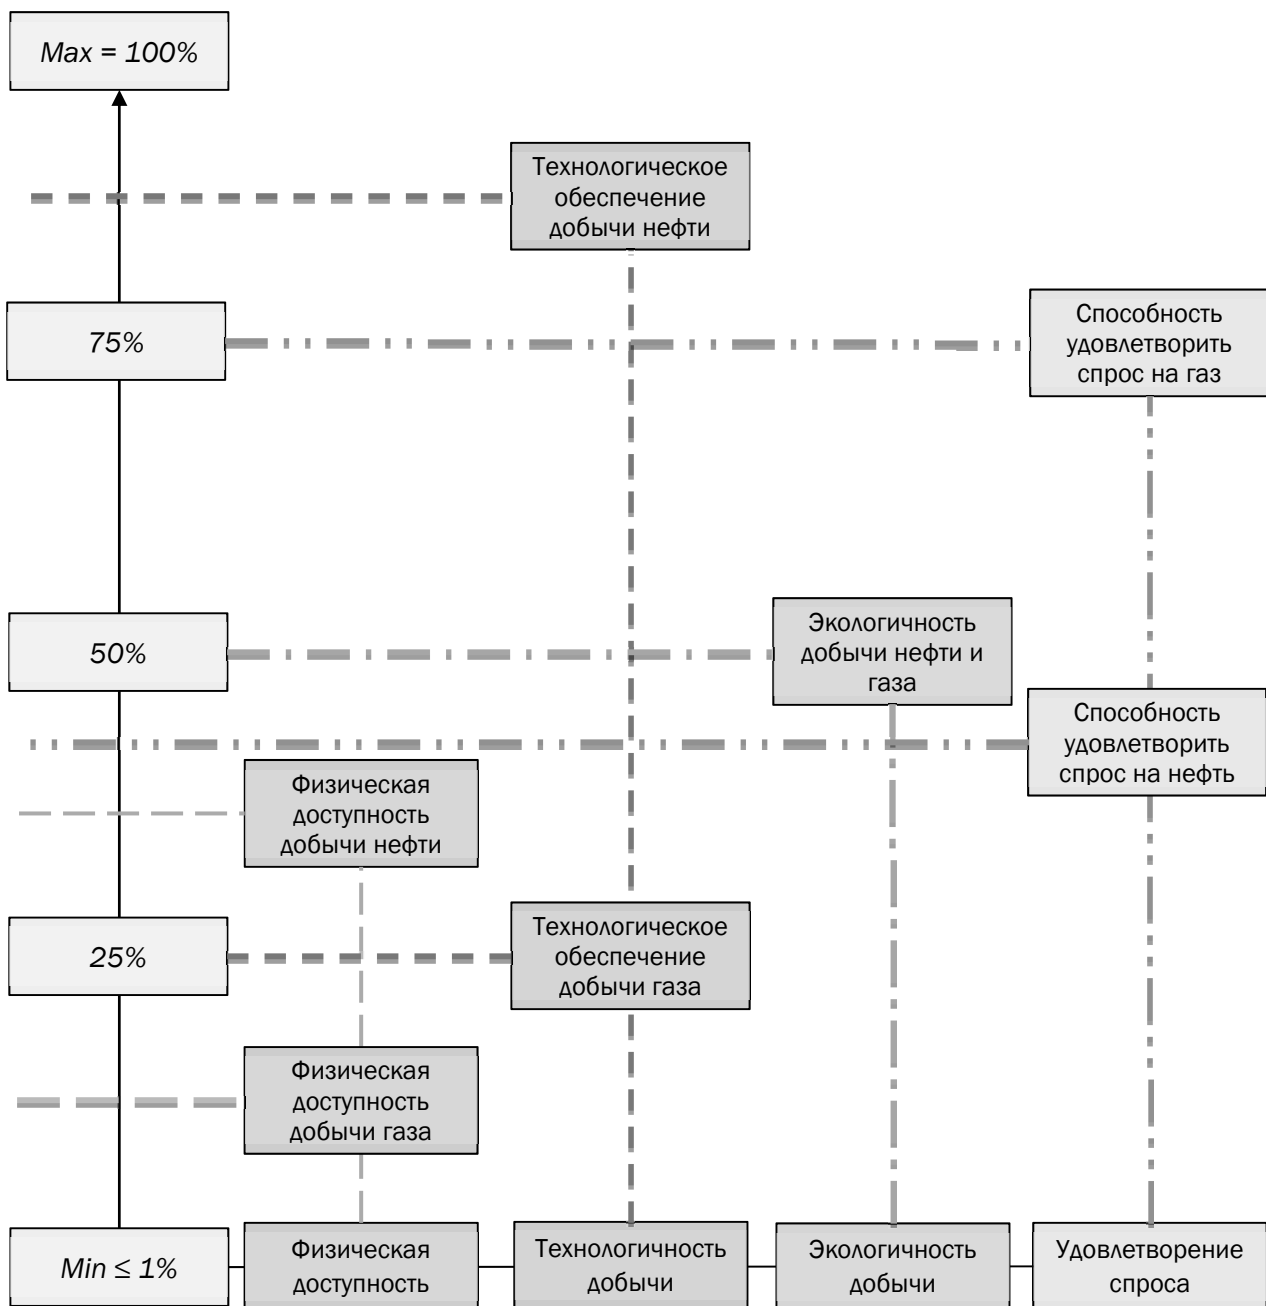 Max = 100%
Технологическое
обеспечение
добычи нефти
75%
Способность
удовлетворить
спрос на газ
50%
Экологичность
добычи нефти и
газа
Способность
удовлетворить
спрос на нефть
Физическая
доступность
добычи нефти
25%
Технологическое
обеспечение
добычи газа
Физическая
доступность
добычи газа
Min ≤ 1%
Физическая
доступность
Технологичность
добычи
Экологичность
добычи
Удовлетворение
спроса